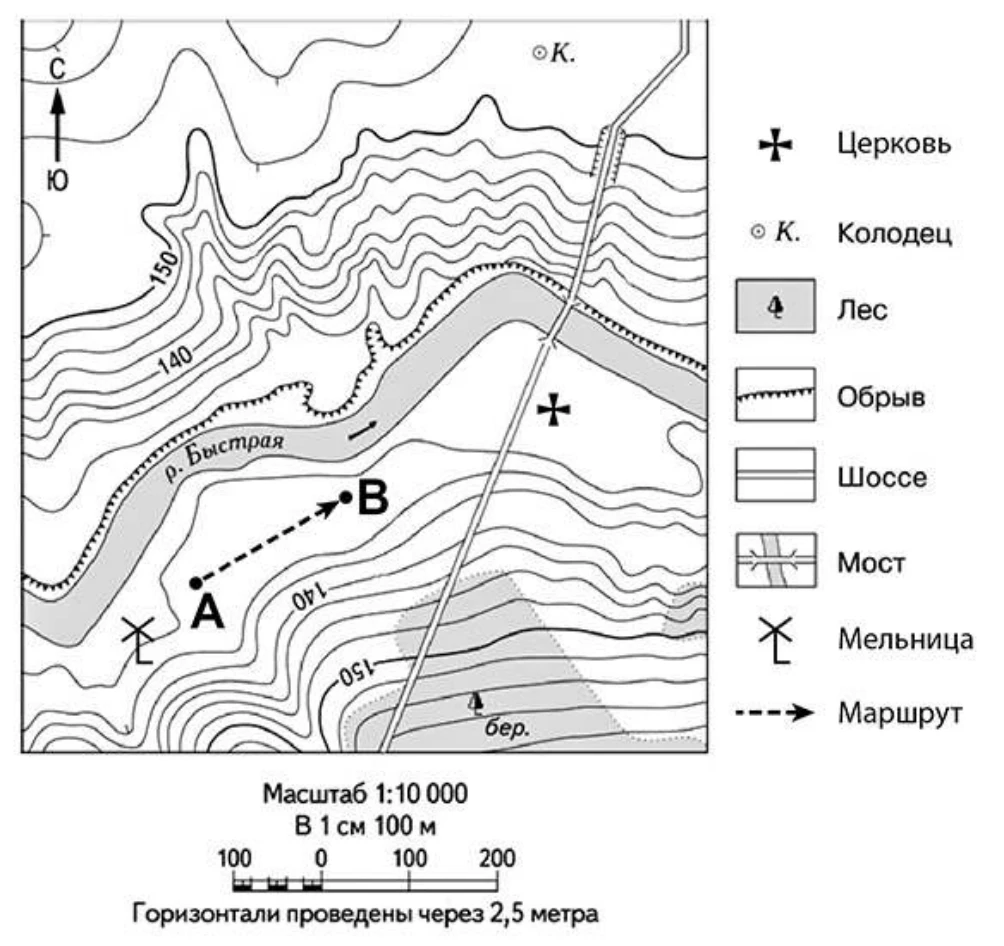 К.
С
Ю
150
140
р. Быстрая
В
А
140
150
бер.
Церковь
К. Колодец
Лес
Обрыв
Шоссе
Мост
Мельница
Маршрут
Масштаб 1:10 000
В 1 см 100 м
100 0 100 200
Горизонтали проведены через 2,5 метра